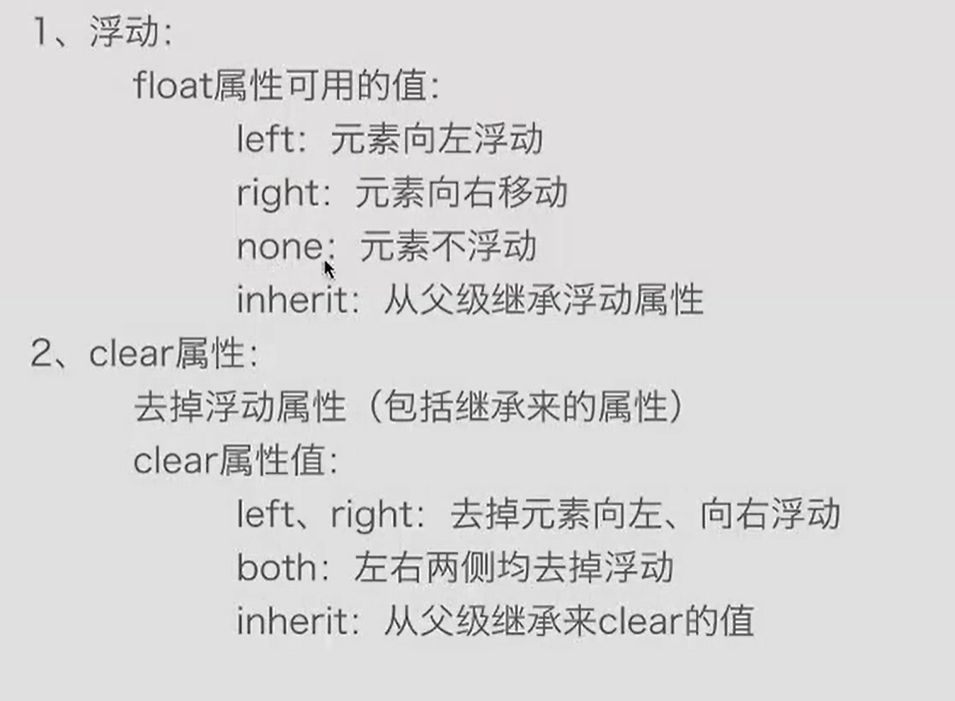 1、浮动：
float属性可用的值：
left：元素向左浮动
right：元素向右移动
none：元素不浮动
inherit：从父级继承浮动属性
2、clear属性：
去掉浮动属性（包括继承来的属性）
clear属性值：
left、right：去掉元素向左、向右浮动
both：左右两侧均去掉浮动
inherit：从父级继承来clear的值